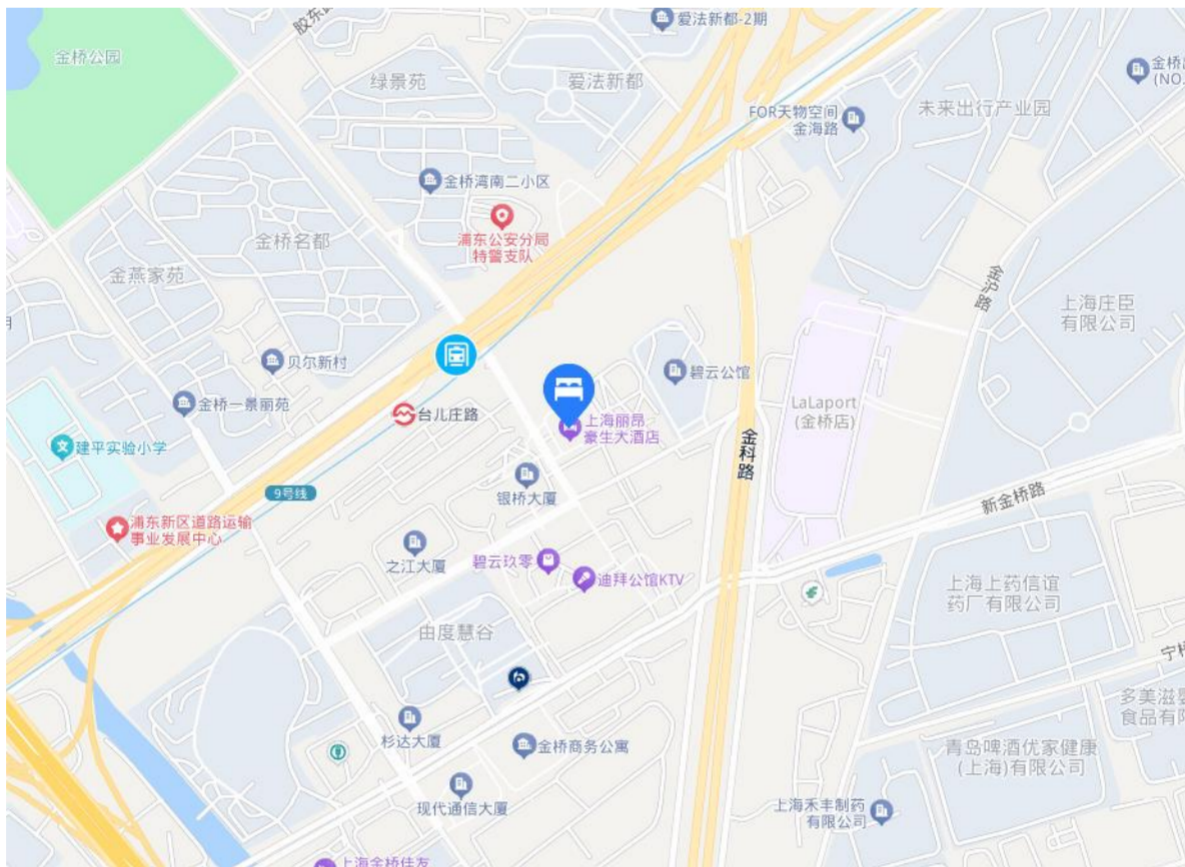 爱法新都-2期
胶东路
金桥公园
绿景苑
爱法新都
金桥
(NO.
FOR天物空间
金海路
未来出行产业园
金桥湾南二小区
浦东公安分局
特警支队
金桥名都
金燕家苑
金沪路
上海庄臣
有限公司
贝尔新村
碧云公馆
金桥一景丽苑
台儿庄路
上海丽昂
豪生大酒店
LaLaport
(金桥店)
金科路
建平实验小学
银桥大厦
9号线
新金桥路
浦东新区道路运输
事业发展中心
之江大厦
碧云玖零
迪拜公馆KTV
上海上药信谊
药厂有限公司
由度慧谷
宁桥
多美滋婴
食品有限
杉达大厦
金桥商务公寓
青岛啤酒优家健康
(上海)有限公司
现代通信大厦
上海禾丰制药
有限公司
上海金桥佳友